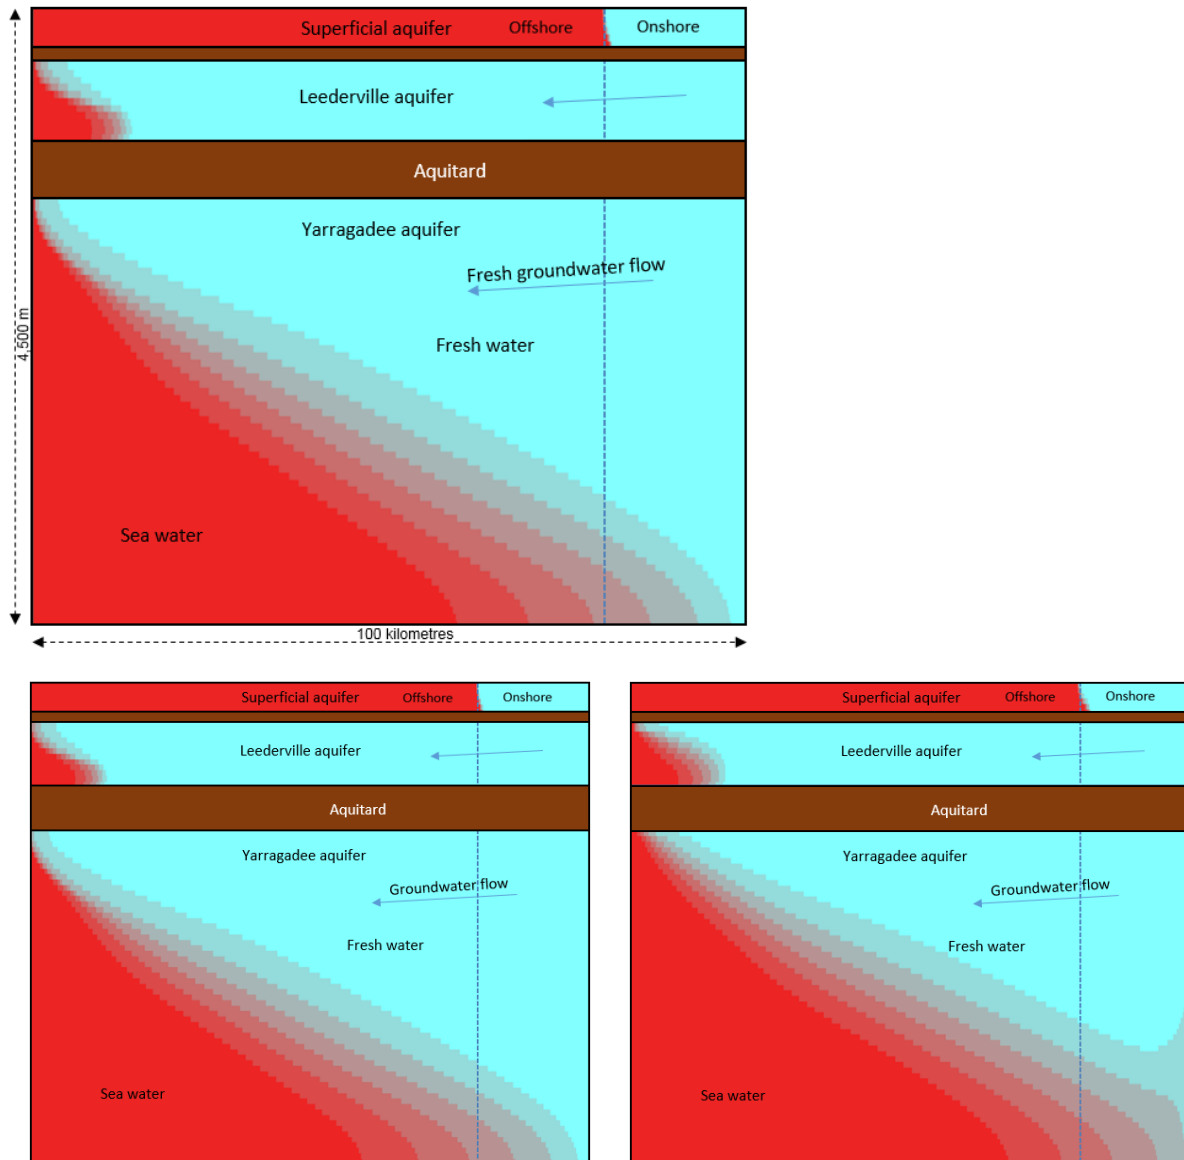 Superficial aquifer Offshore Onshore
Leederville aquifer
Aquitard
Yarragadee aquifer
Fresh groundwater flow
4,500 m
Fresh water
Sea water
100 kilometres
Superficial aquifer Offshore Onshore
Leederville aquifer
Aquitard
Yarragadee aquifer
Groundwater flow
Fresh water
Sea water
Superficial aquifer Offshore Onshore
Leederville aquifer
Aquitard
Yarragadee aquifer
Groundwater flow
Fresh water
Sea water